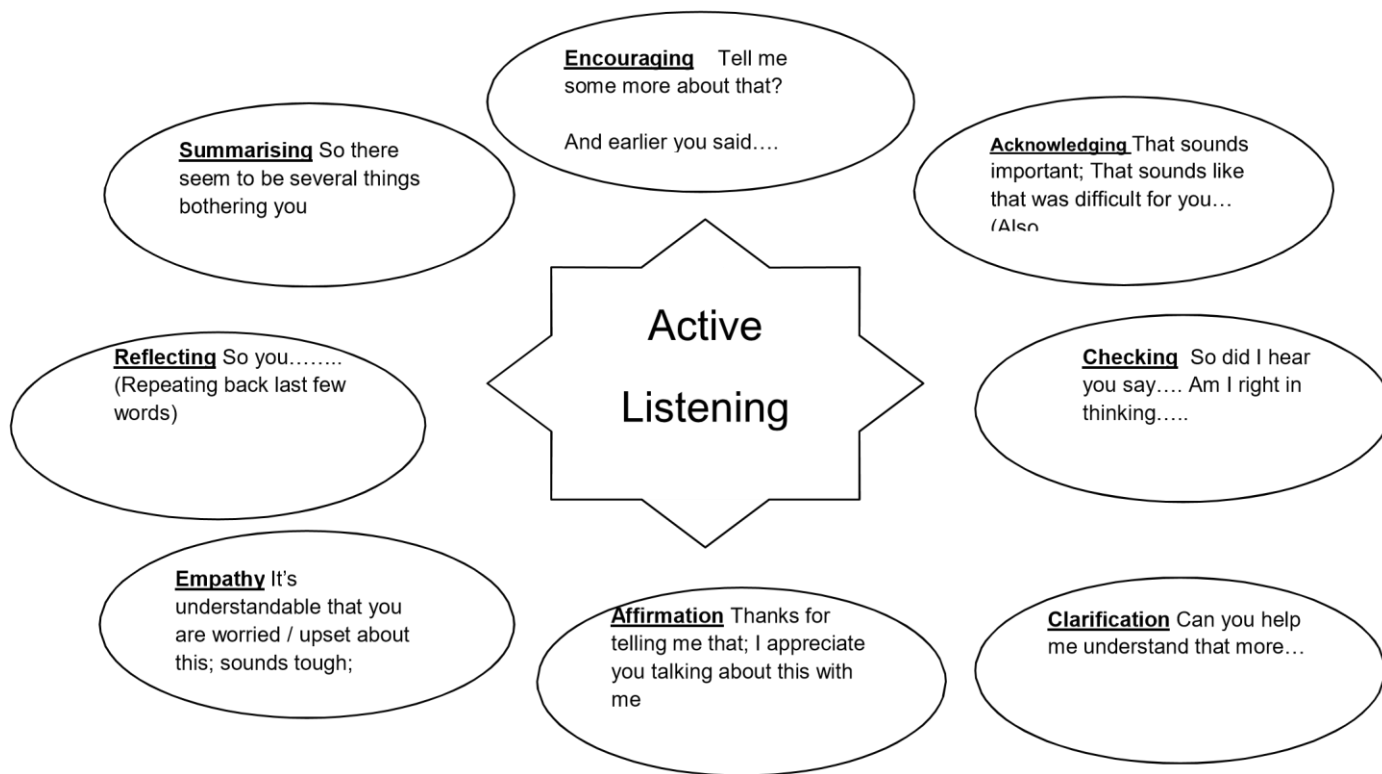 Encouraging Tell me
some more about that?
And earlier you said….
Summarising So there
seem to be several things
bothering you
Acknowledging That sounds
important; That sounds like
that was difficult for you…
(Also
Active
Listening
Reflecting So you……..
(Repeating back last few
words)
Checking So did I hear
you say…. Am I right in
thinking…..
Empathy It’s
understandable that you
are worried / upset about
this; sounds tough;
Affirmation Thanks for
telling me that; I appreciate
you talking about this with
me
Clarification Can you help
me understand that more…